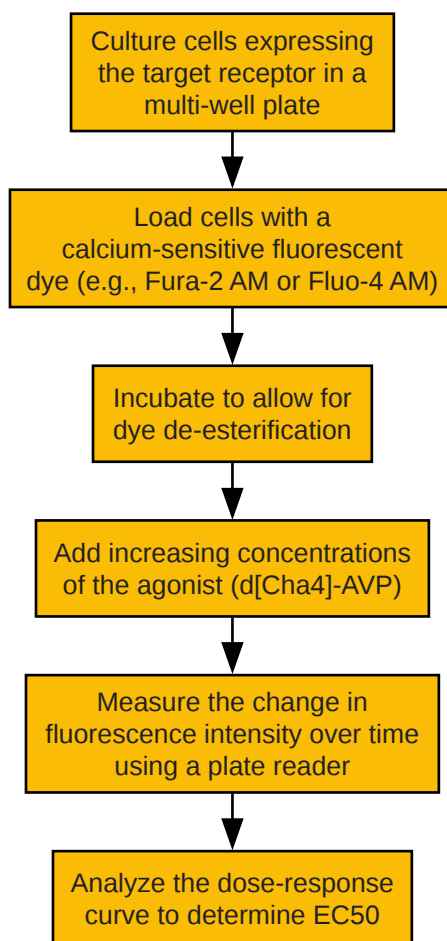 Culture cells expressing
the target receptor in a
multi-well plate
Load cells with a
calcium-sensitive fluorescent
dye (e.g., Fura-2 AM or Fluo-4 AM)
Incubate to allow for
dye de-esterification
Add increasing concentrations
of the agonist (d[Cha4]-AVP)
Measure the change in
fluorescence intensity over time
using a plate reader
Analyze the dose-response
curve to determine EC50